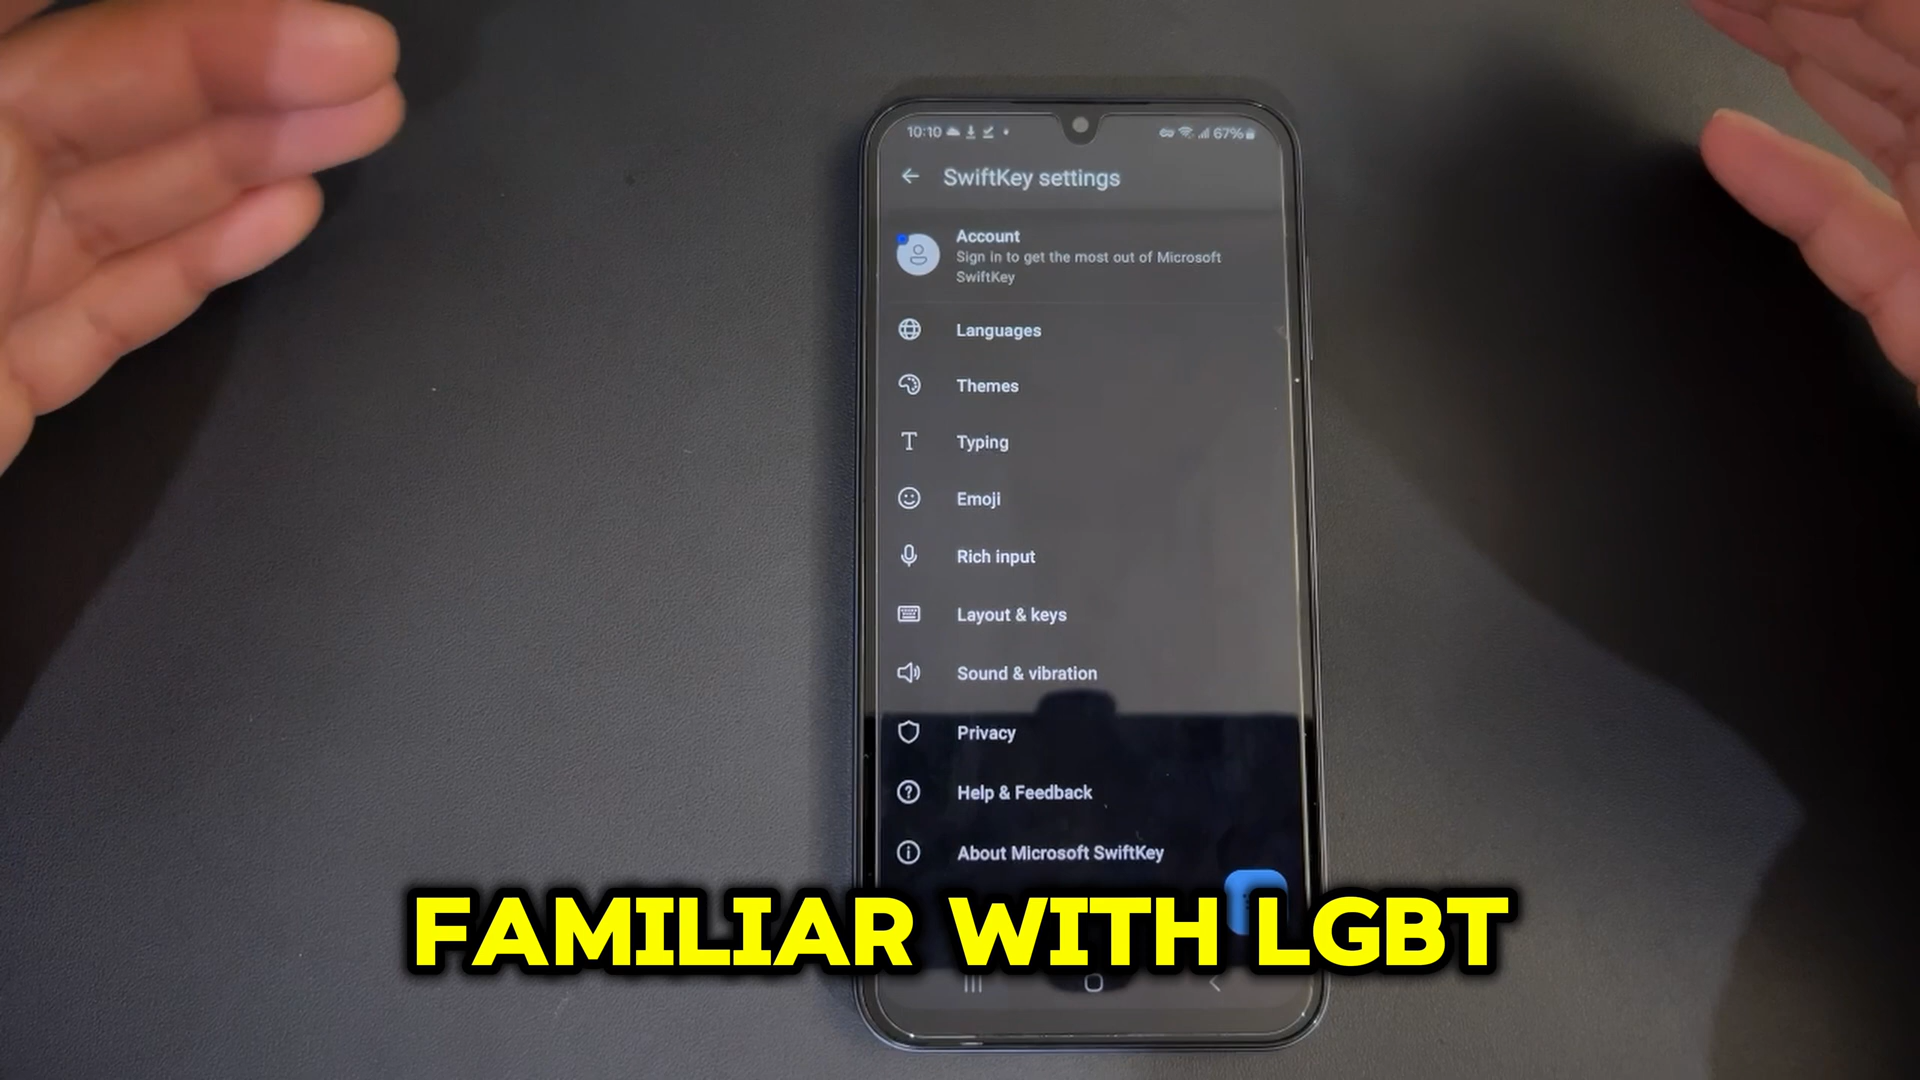 10:10
67%
SwiftKey settings
Account
Sign in to get the most out of Microsoft
SwiftKey
Languages
Themes
Typing
Emoji
Rich input
Layout & keys
Sound & vibration
Privacy
Help & Feedback
About Microsoft SwiftKey
FAMILIAR WITH LGBT